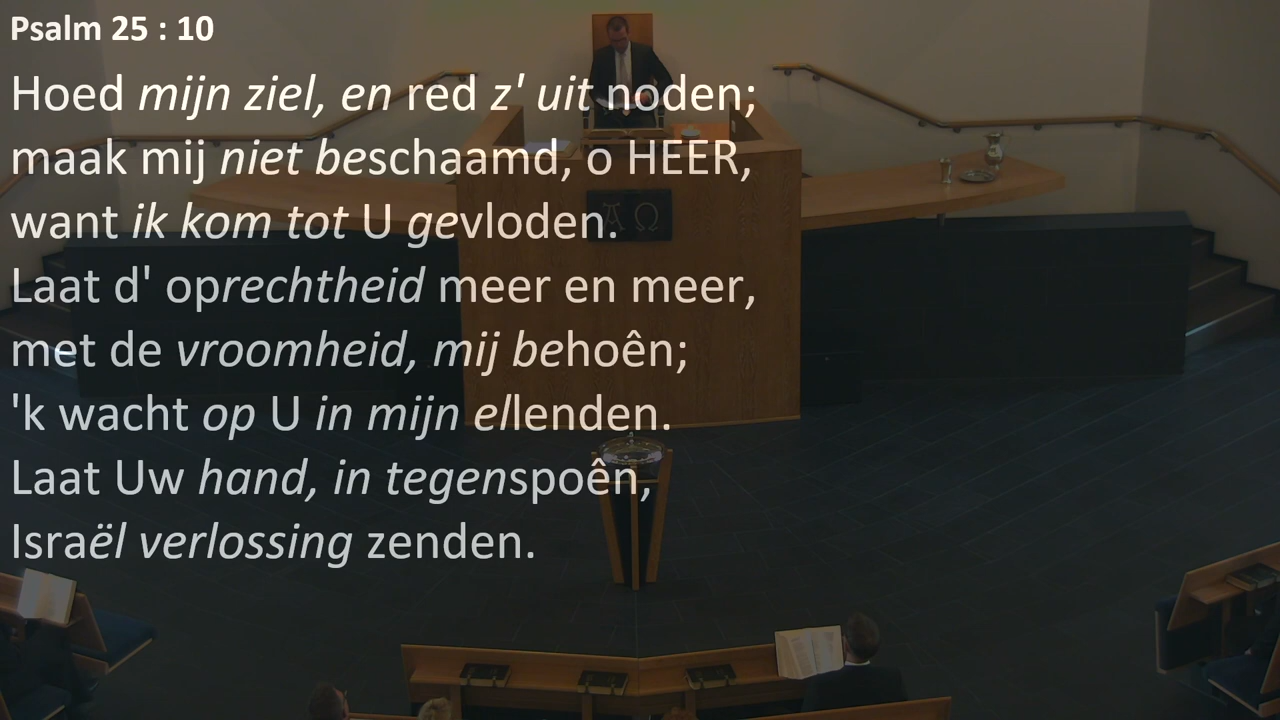 Psalm 25 : 10
Hoed mijn ziel, en red z' uit noden;
maak mij niet beschaamd, o HEER,
want ik kom tot U gevloden.
Laat d' oprechtheid meer en meer,
met de vroomheid, mij behoên;
'k wacht op U in mijn ellenden.
Laat Uw hand, in tegenspoên,
Israël verlossing zenden.
Α Ω